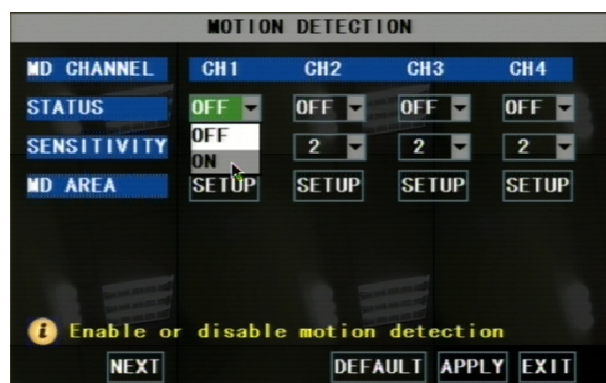 MOTION DETECTION
MD CHANNEL CH1 CH2 CH3 CH4
STATUS OFF OFF OFF OFF
OFF
SENSITIVITY 2 2 2
ON
MD AREA SETUP SETUP SETUP SETUP
Enable or disable motion detection
NEXT DEFAULT APPLY EXIT